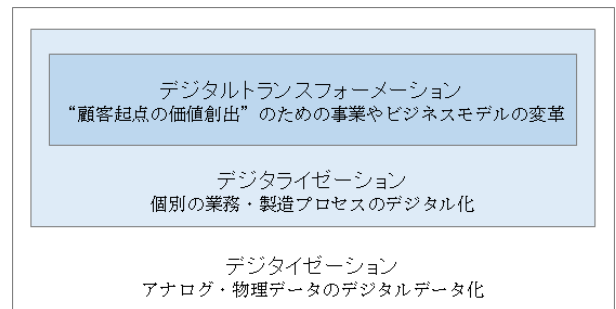 デジタルトランスフォーメーション
“顧客起点の価値創出”のための事業やビジネスモデルの変革
デジタライゼーション
個別の業務・製造プロセスのデジタル化
デジタイゼーション
アナログ・物理データのデジタルデータ化